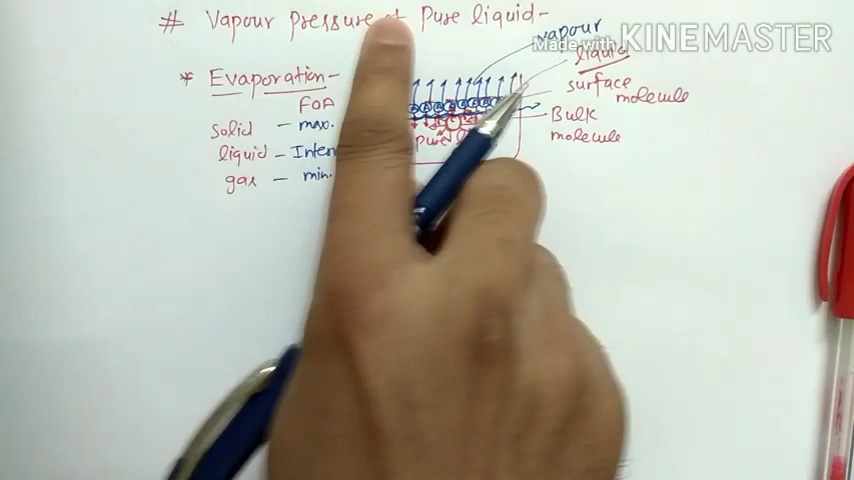 # Vapour pressure of Pure liquid-
vapour
Made with KINEMASTER
liquid
* Evaporation-
surface
molecule
FOA
Bulk
molecule
solid - max.
liquid - Inter
gas - min.